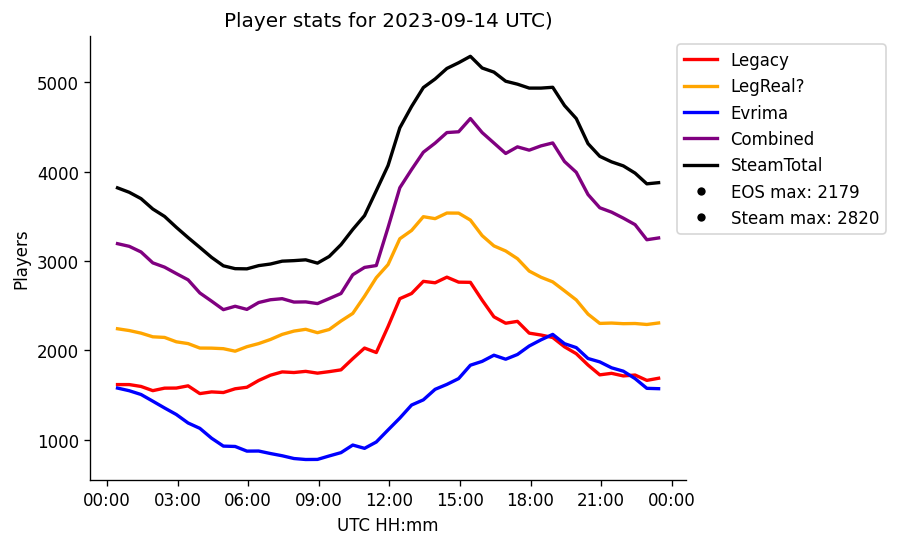 Player stats for 2023-09-14 UTC)
Legacy
LegReal?
Evrima
Combined
SteamTotal
EOS max: 2179
Steam max: 2820
Players
5000
4000
3000
2000
1000
00:00 03:00 06:00 09:00 12:00 15:00 18:00 21:00 00:00
UTC HH:mm